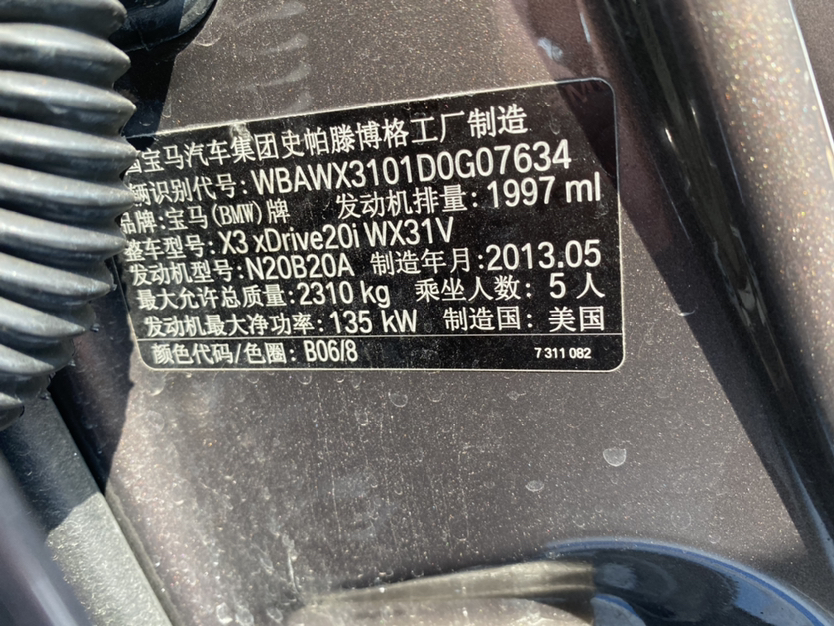 宝马汽车集团史帕滕博格工厂制造
车辆识别代号: WBAWX3101D0G07634
品牌:宝马(BMW)牌 发动机排量: 1997 ml
整车型号: X3 xDrive20i WX31V
发动机型号: N20B20A 制造年月:2013.05
最大允许总质量:2310 kg 乘坐人数: 5 人
发动机最大净功率: 135 kW 制造国: 美国
颜色代码/色圈: B06/8 7 311 082